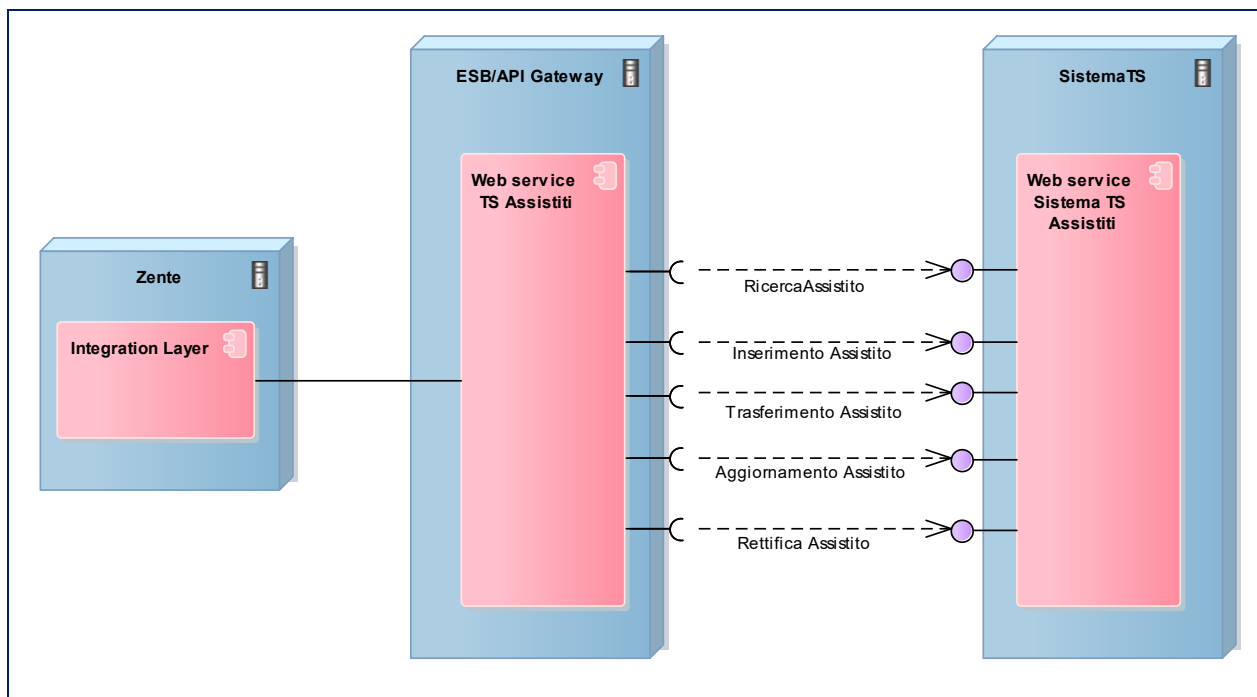 ESB/API Gateway
SistemaTS
Web service
TS Assistiti
Web service
Sistema TS
Assistiti
Zente
Integration Layer
RicercaAssistito
Inserimento Assistito
Trasferimento Assistito
Aggiornamento Assistito
Rettifica Assistito